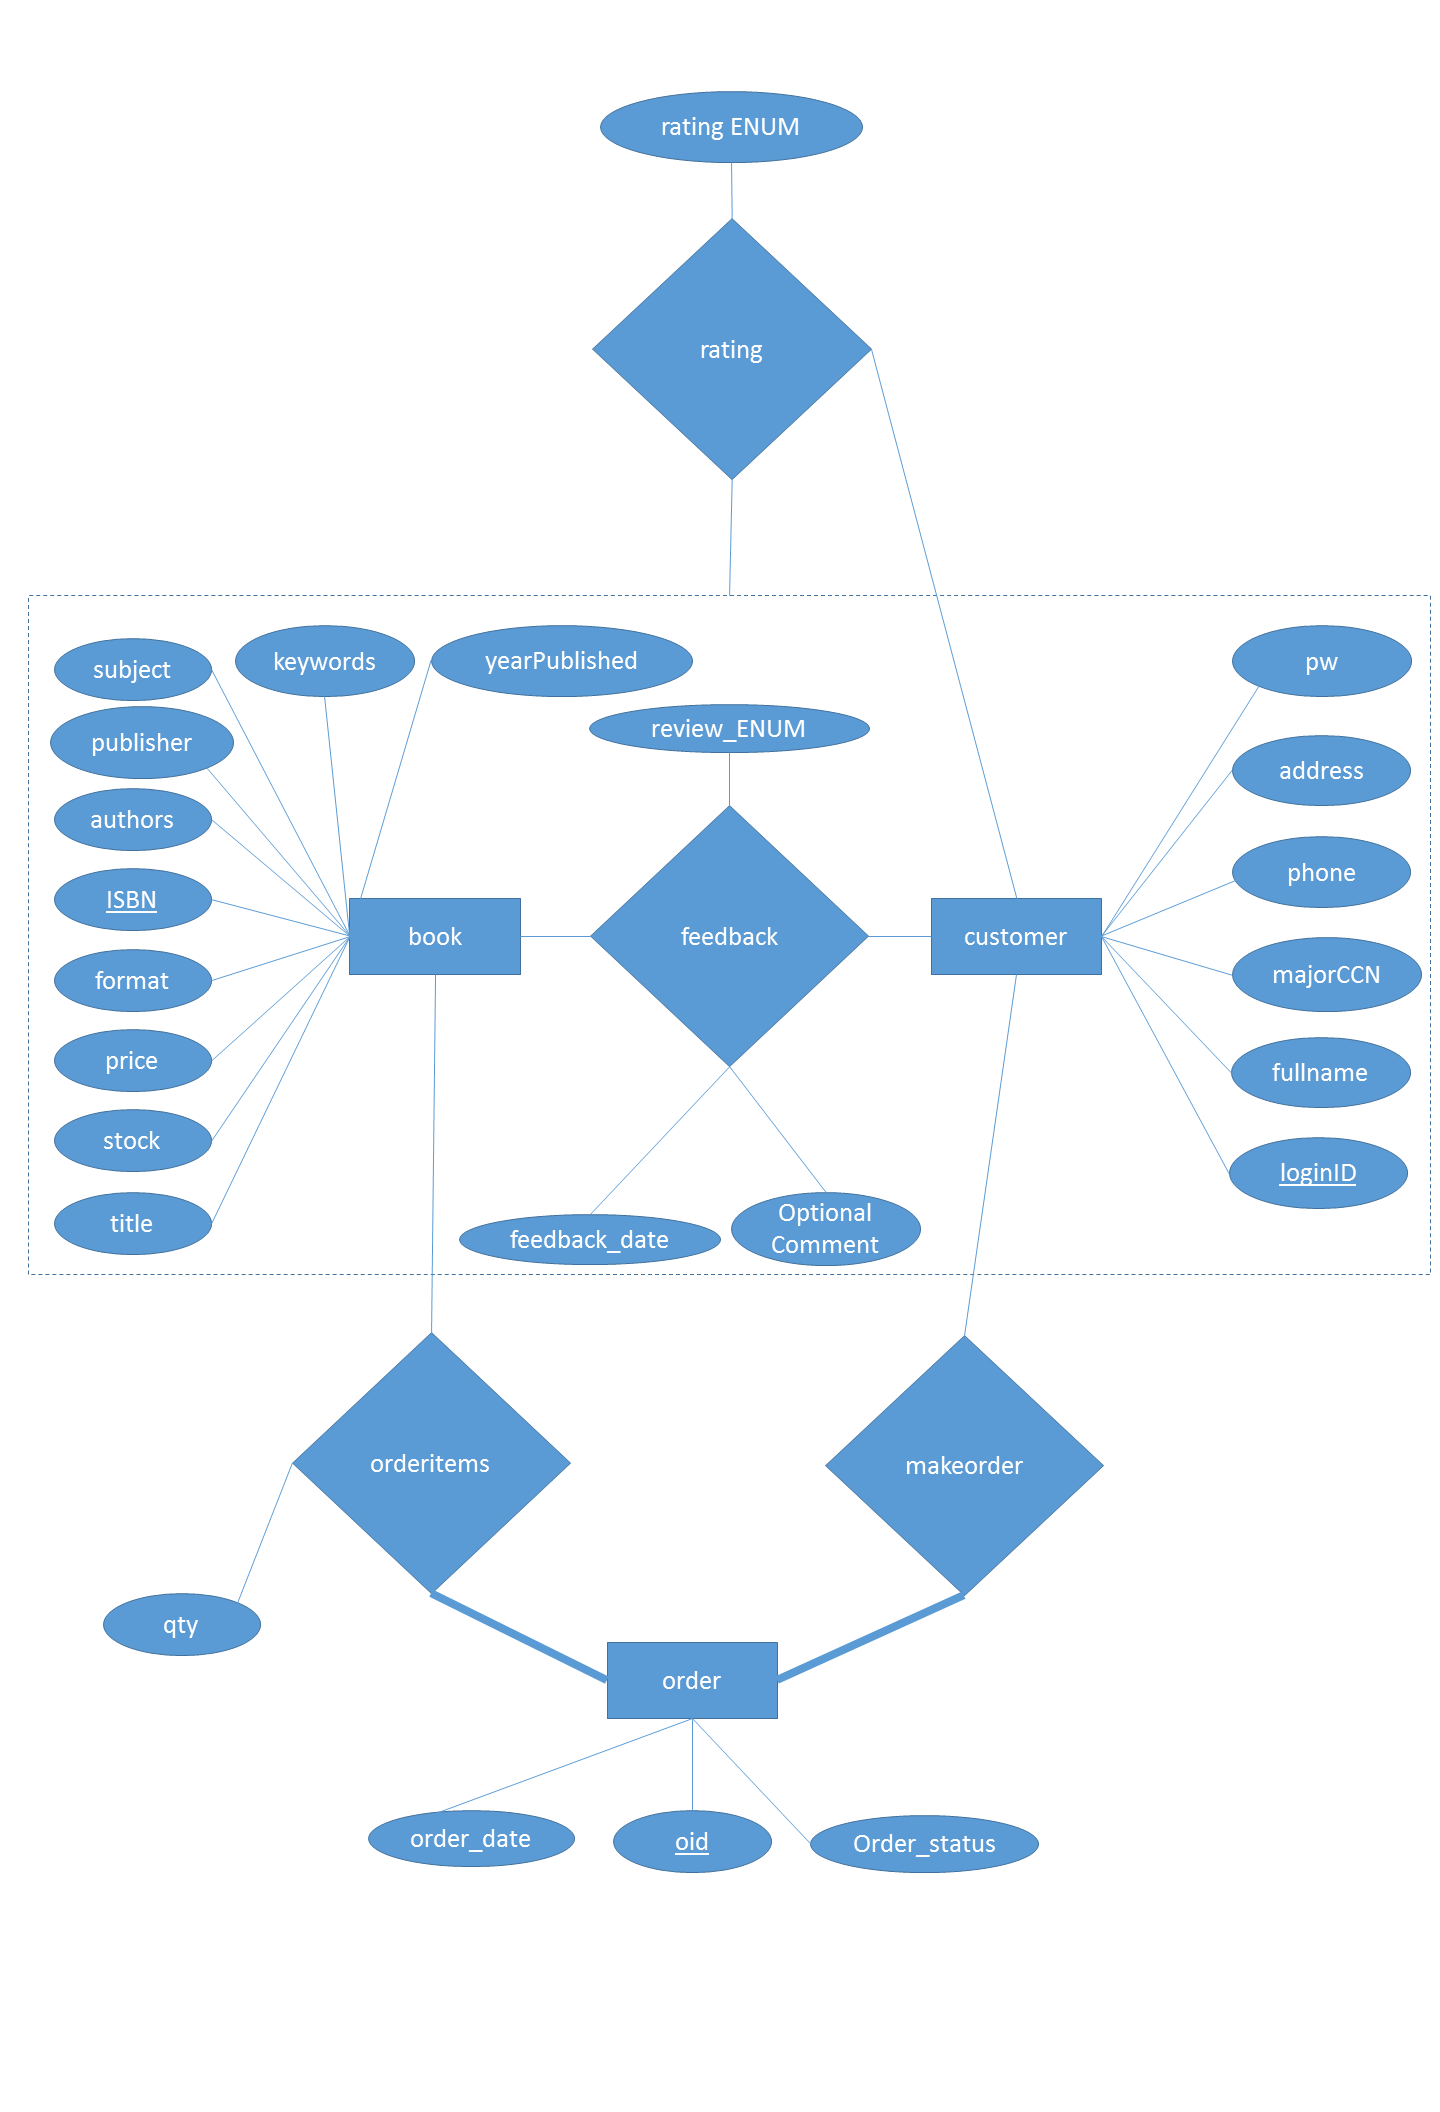 rating ENUM
rating
subject
keywords
yearPublished
pw
publisher
review_ENUM
address
authors
phone
ISBN
book
feedback
customer
format
majorCCN
price
fullname
stock
loginID
title
feedback_date
Optional
Comment
orderitems
makeorder
qty
order
order_date
oid
Order_status